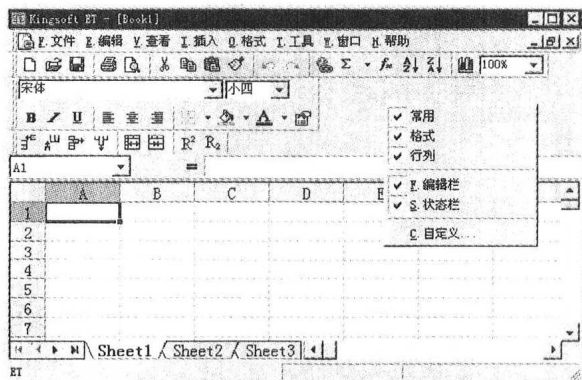 Kingsoft ET - [Book1]
F.文件 E.编辑 V.查看 I.插入 O.格式 T.工具 W.窗口 H.帮助
100%
宋体 小四
B I U A
常用
格式
R² R₂
行列
A1 =
F.编辑栏
A B C D E
S.状态栏
1
2
C.自定义...
3
4
5
6
7
Sheet1 Sheet2 Sheet3
ET